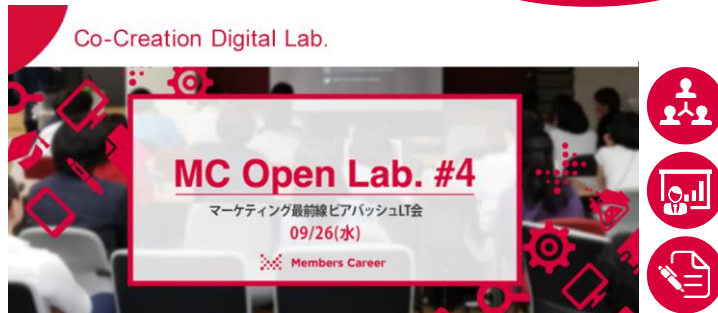 Co-Creation Digital Lab.
MC Open Lab. #4
マーケティング最前線ビアバッシュLT会
09/26(水)
Members Career